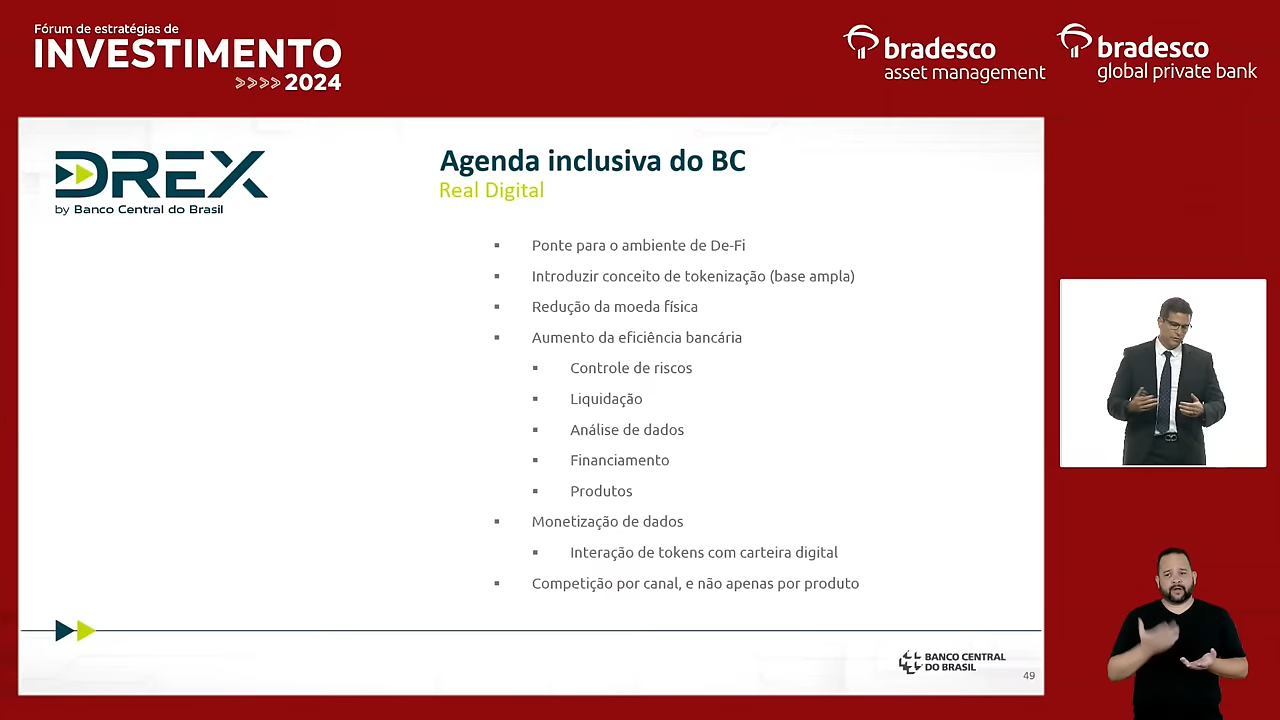 Fórum de estratégias de
INVESTIMENTO
>>>> 2024
bradesco
asset management
bradesco
global private bank
DREX
by Banco Central do Brasil
Agenda inclusiva do BC
Real Digital
▪ Ponte para o ambiente de De-Fi
▪ Introduzir conceito de tokenização (base ampla)
▪ Redução da moeda física
▪ Aumento da eficiência bancária
▪ Controle de riscos
▪ Liquidação
▪ Análise de dados
▪ Financiamento
▪ Produtos
▪ Monetização de dados
▪ Interação de tokens com carteira digital
▪ Competição por canal, e não apenas por produto
BANCO CENTRAL
DO BRASIL
49